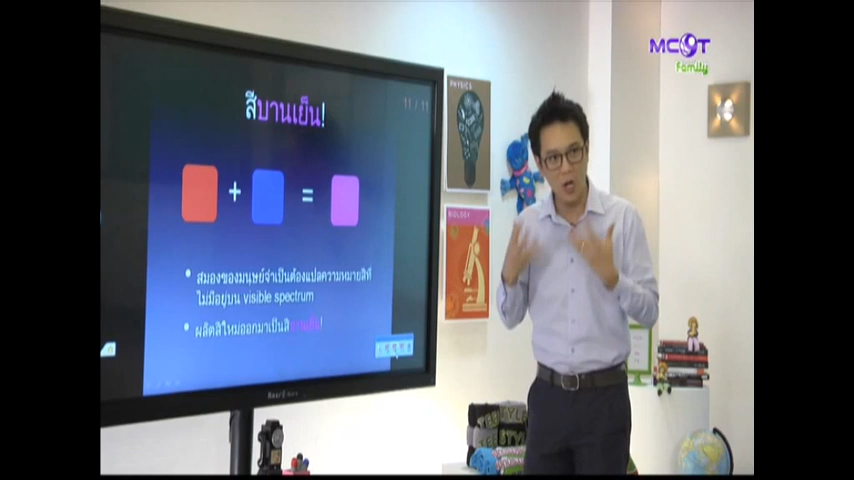 MCOT
family
สีบานเย็น!
11 / 11
+
=
• สมองของมนุษย์จำเป็นต้องแปลความหมายสีที่
ไม่มีอยู่บน visible spectrum
• ผลิตสีใหม่ออกมาเป็นสีบานเย็น!
PHYSICS
BIOLOGY